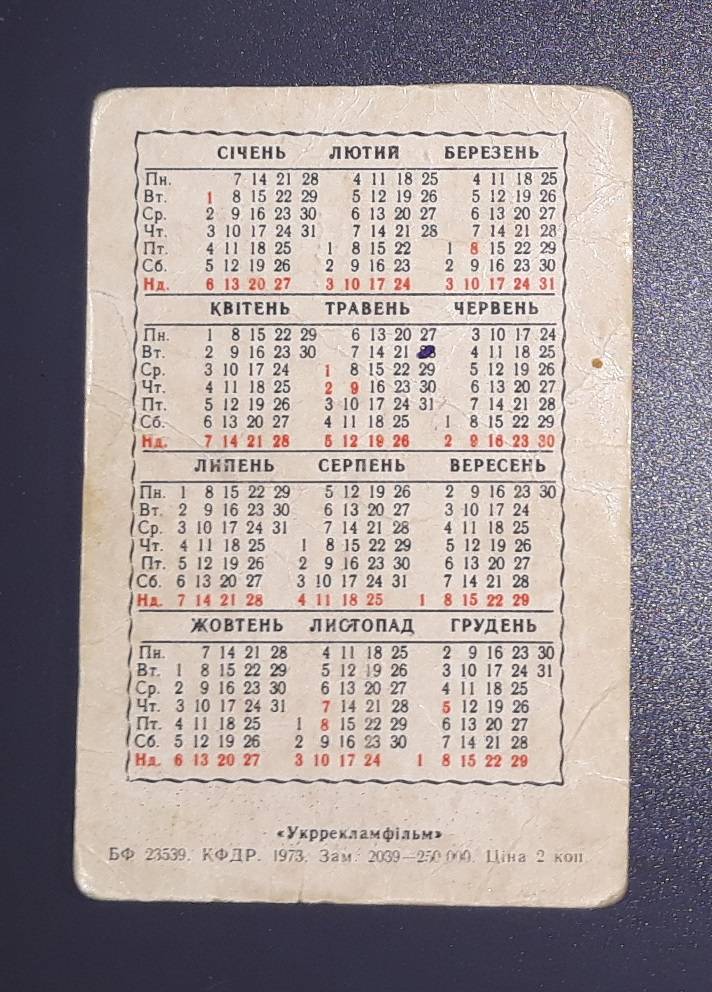 СІЧЕНЬ ЛЮТИЙ БЕРЕЗЕНЬ
Пн. 7 14 21 28 4 11 18 25 4 11 18 25
Вт. 1 8 15 22 29 5 12 19 26 5 12 19 26
Ср. 2 9 16 23 30 6 13 20 27 6 13 20 27
Чт. 3 10 17 24 31 7 14 21 28 7 14 21 28
Пт. 4 11 18 25 1 8 15 22 1 8 15 22 29
Сб. 5 12 19 26 2 9 16 23 2 9 16 23 30
Нд. 6 13 20 27 3 10 17 24 3 10 17 24 31
КВІТЕНЬ ТРАВЕНЬ ЧЕРВЕНЬ
Пн. 1 8 15 22 29 6 13 20 27 3 10 17 24
Вт. 2 9 16 23 30 7 14 21 4 11 18 25
Ср. 3 10 17 24 1 8 15 22 29 5 12 19 26
Чт. 4 11 18 25 2 9 16 23 30 6 13 20 27
Пт. 5 12 19 26 3 10 17 24 31 7 14 21 28
Сб. 6 13 20 27 4 11 18 25 1 8 15 22 29
Нд. 7 14 21 28 5 12 19 26 2 9 16 23 30
ЛИПЕНЬ СЕРПЕНЬ ВЕРЕСЕНЬ
Пн. 1 8 15 22 29 5 12 19 26 2 9 16 23 30
Вт. 2 9 16 23 30 6 13 20 27 3 10 17 24
Ср. 3 10 17 24 31 7 14 21 28 4 11 18 25
Чт. 4 11 18 25 1 8 15 22 29 5 12 19 26
Пт. 5 12 19 26 2 9 16 23 30 6 13 20 27
Сб. 6 13 20 27 3 10 17 24 31 7 14 21 28
Нд. 7 14 21 28 4 11 18 25 1 8 15 22 29
ЖОВТЕНЬ ЛИСТОПАД ГРУДЕНЬ
Пн. 7 14 21 28 4 11 18 25 2 9 16 23 30
Вт. 1 8 15 22 29 5 12 19 26 3 10 17 24 31
Ср. 2 9 16 23 30 6 13 20 27 4 11 18 25
Чт. 3 10 17 24 31 7 14 21 28 5 12 19 26
Пт. 4 11 18 25 1 8 15 22 29 6 13 20 27
Сб. 5 12 19 26 2 9 16 23 30 7 14 21 28
Нд. 6 13 20 27 3 10 17 24 1 8 15 22 29
«Укррекламфільм»
БФ 23539. КФДР. 1973. Зам. 2039—250 000. Ціна 2 коп